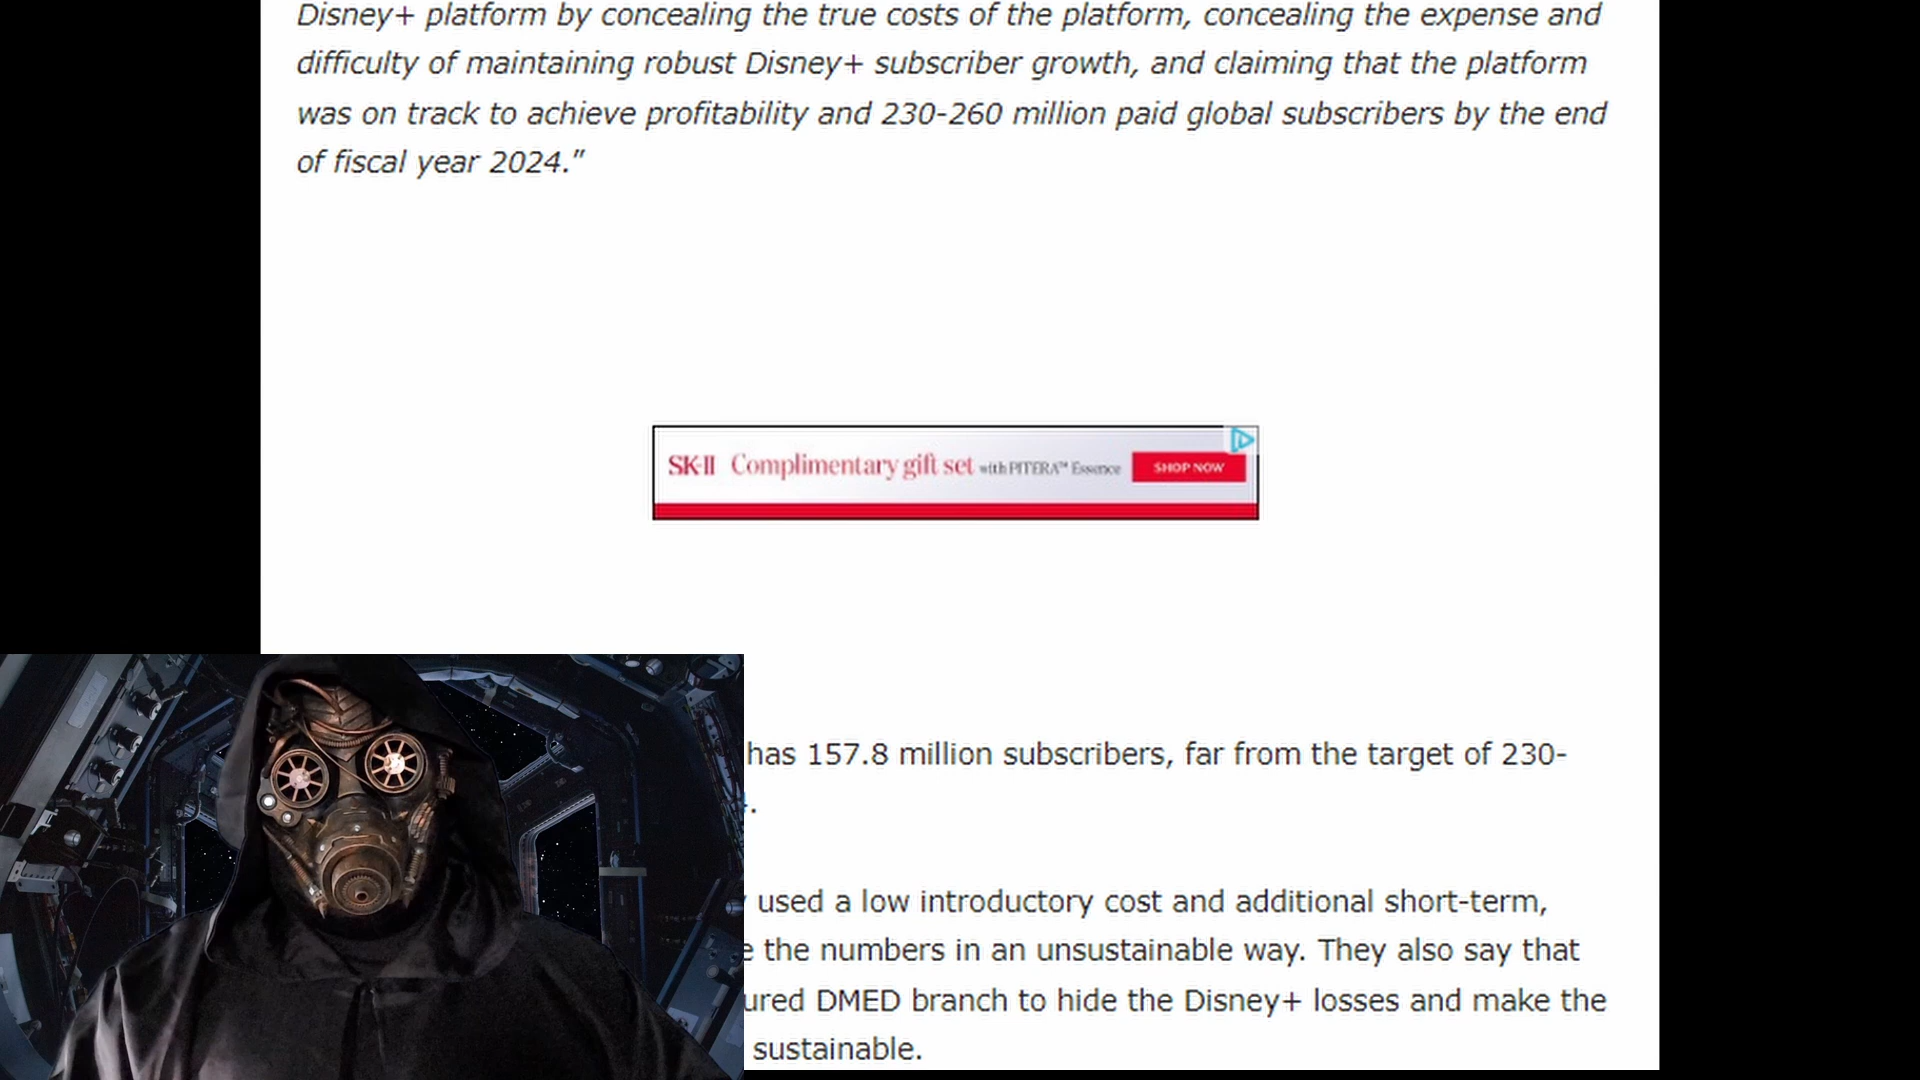 Disney+ platform by concealing the true costs of the platform, concealing the expense and
difficulty of maintaining robust Disney+ subscriber growth, and claiming that the platform
was on track to achieve profitability and 230-260 million paid global subscribers by the end
of fiscal year 2024.”
SK-II Complimentary gift set with PITERA™ Essence SHOP NOW
has 157.8 million subscribers, far from the target of 230-
.
used a low introductory cost and additional short-term,
the numbers in an unsustainable way. They also say that
ured DMED branch to hide the Disney+ losses and make the
sustainable.